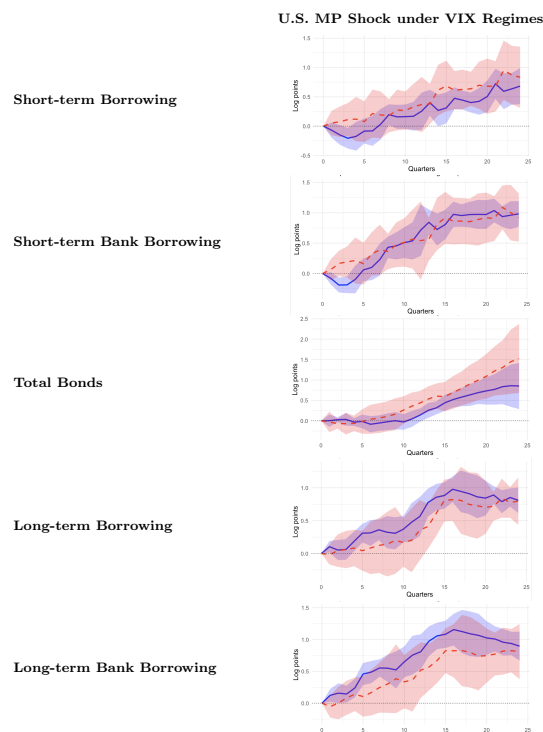 U.S. MP Shock under VIX Regimes
Short-term Borrowing
Log points
1.5
1.0
0.5
0.0
-0.5
0 5 10 15 20 25
Quarters
Short-term Bank Borrowing
Log points
1.5
1.0
0.5
0.0
0 5 10 15 20 25
Quarters
Total Bonds
Log points
2.5
2.0
1.5
1.0
0.5
0.0
0 5 10 15 20 25
Quarters
Long-term Borrowing
Log points
1.0
0.5
0.0
0 5 10 15 20 25
Quarters
Long-term Bank Borrowing
Log points
1.5
1.0
0.5
0.0
0 5 10 15 20 25